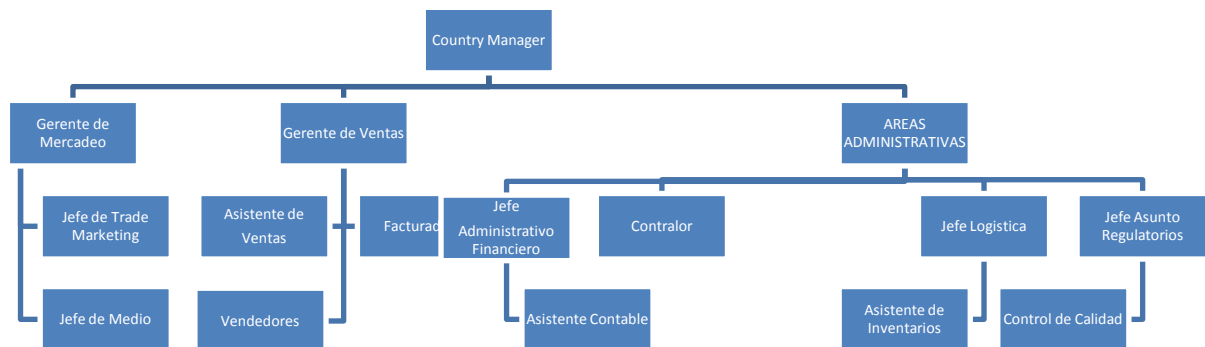 Country Manager
Gerente de
Mercadeo
Gerente de Ventas
AREAS
ADMINISTRATIVAS
Jefe de Trade
Marketing
Asistente de
Ventas
Facturad
Jefe
Administrativo
Financiero
Contralor
Jefe Logistica
Jefe Asunto
Regulatorios
Jefe de Medio
Vendedores
Asistente Contable
Asistente de
Inventarios
Control de Calidad